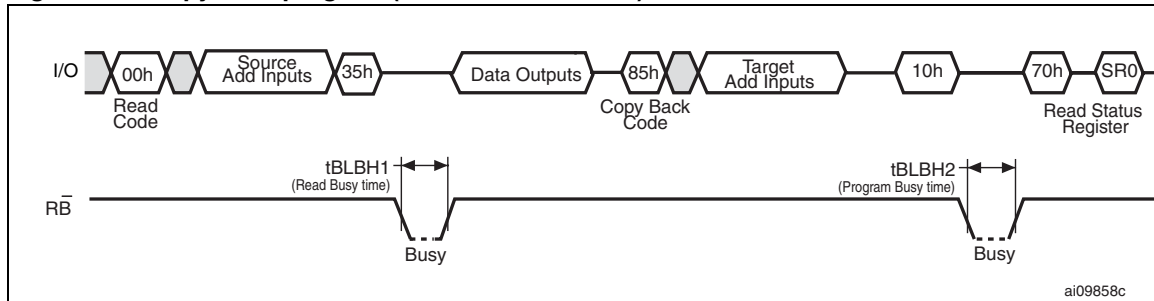 I/O
00h
Source
Add Inputs
35h
Data Outputs
85h
Target
Add Inputs
10h
70h
SR0
Read
Code
Copy Back
Code
Read Status
Register
tBLBH1
(Read Busy time)
tBLBH2
(Program Busy time)
RB̅
Busy
Busy
ai09858c